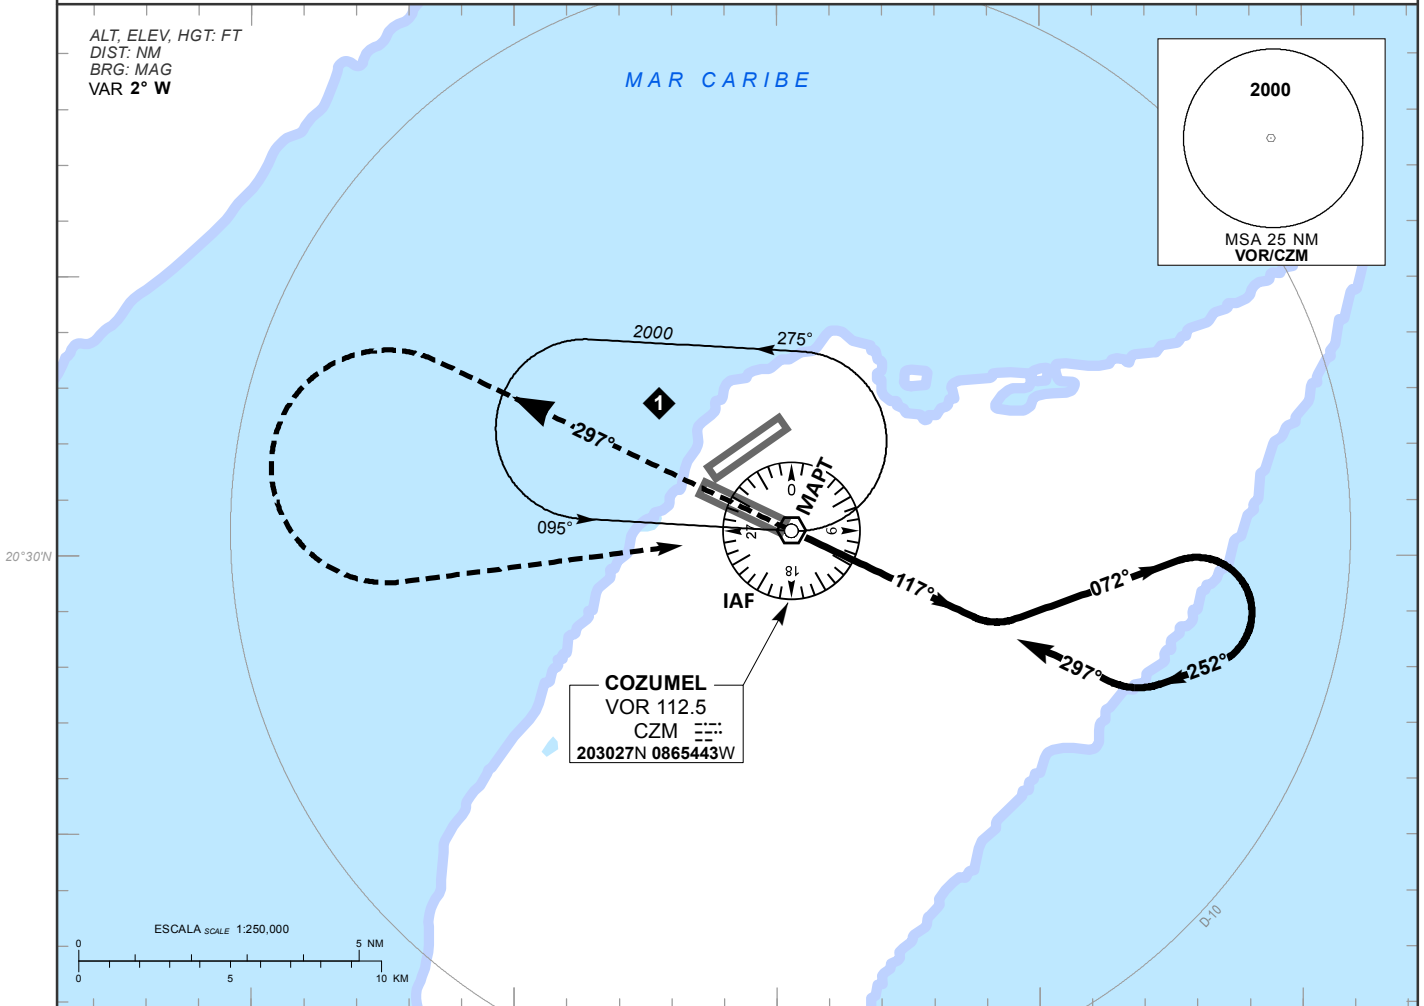 ALT, ELEV, HGT: FT
DIST: NM
BRG: MAG
VAR 2° W
MAR CARIBE
2000
MSA 25 NM
VOR/CZM
2000
275°
1
297°
095°
MAPT
0
9
18
27
IAF
117°
072°
297°
252°
20°30'N
COZUMEL
VOR 112.5
CZM
203027N 0865443W
D-10
ESCALA SCALE 1:250,000
0 5 NM
0 5 10 KM